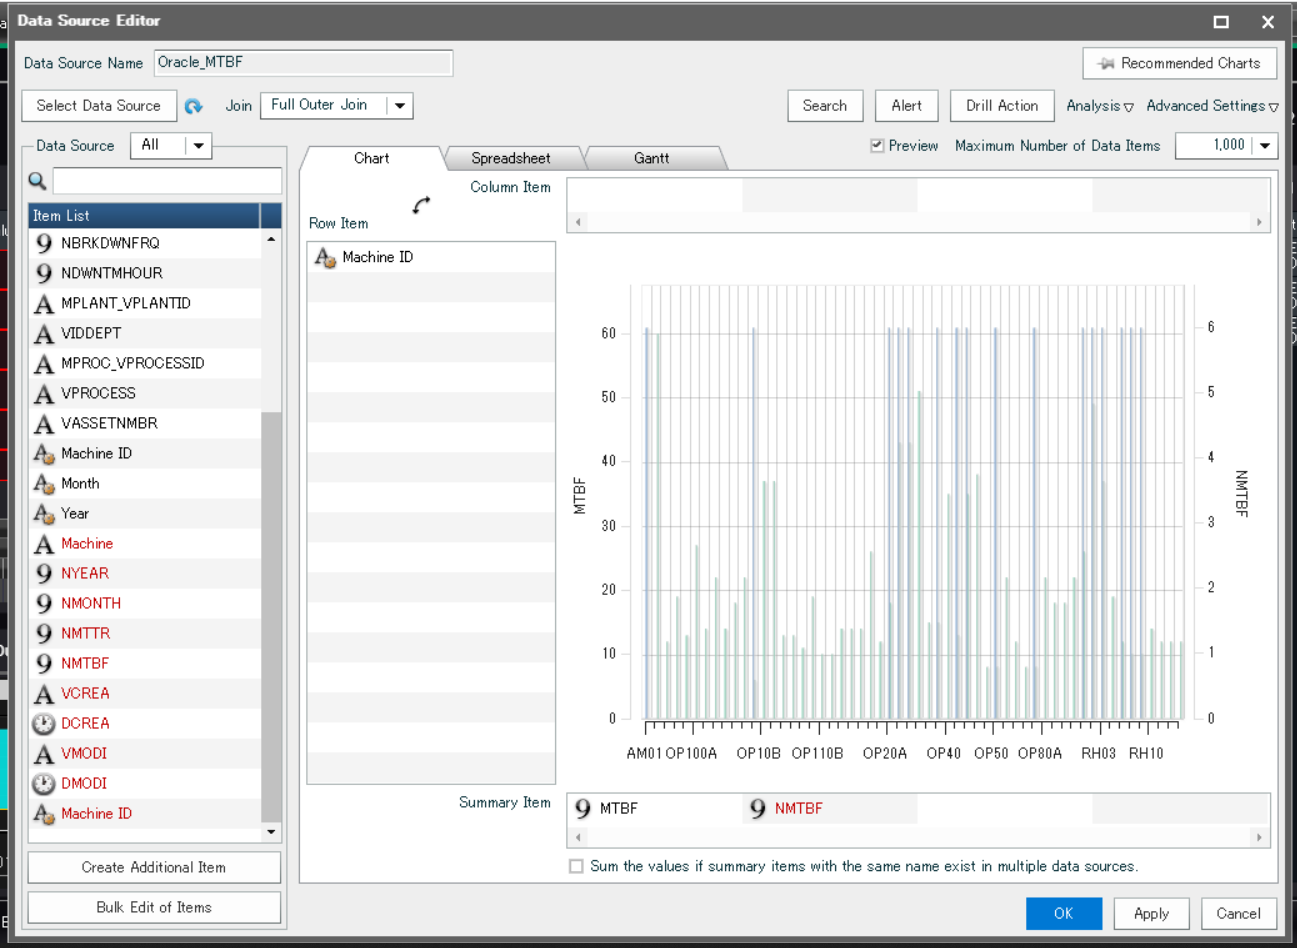 Data Source Editor
Data Source Name Oracle_MTBF
Recommended Charts
Select Data Source Join Full Outer Join Search Alert Drill Action Analysis Advanced Settings
Data Source All
Preview Maximum Number of Data Items 1,000
Chart Spreadsheet Gantt
Column Item
Row Item
Item List
NBRKDWNFRQ
NDWNTMHOUR
MPLANT_VPLANTID
VIDDEPT
MPROC_VPROCESSID
VPROCESS
VASSETNMBR
Machine ID
Month
Year
Machine
NYEAR
NMONTH
NMTTR
NMTBF
VCREA
DCREA
VMODI
DMODI
Machine ID
Create Additional Item
Bulk Edit of Items
Machine ID
60
50
40
30
20
10
0
MTBF
6
5
4
3
2
1
0
NMTBF
AM01 OP100A OP10B OP110B OP20A OP40 OP50 OP80A RH03 RH10
Summary Item
MTBF NMTBF
Sum the values if summary items with the same name exist in multiple data sources.
OK Apply Cancel